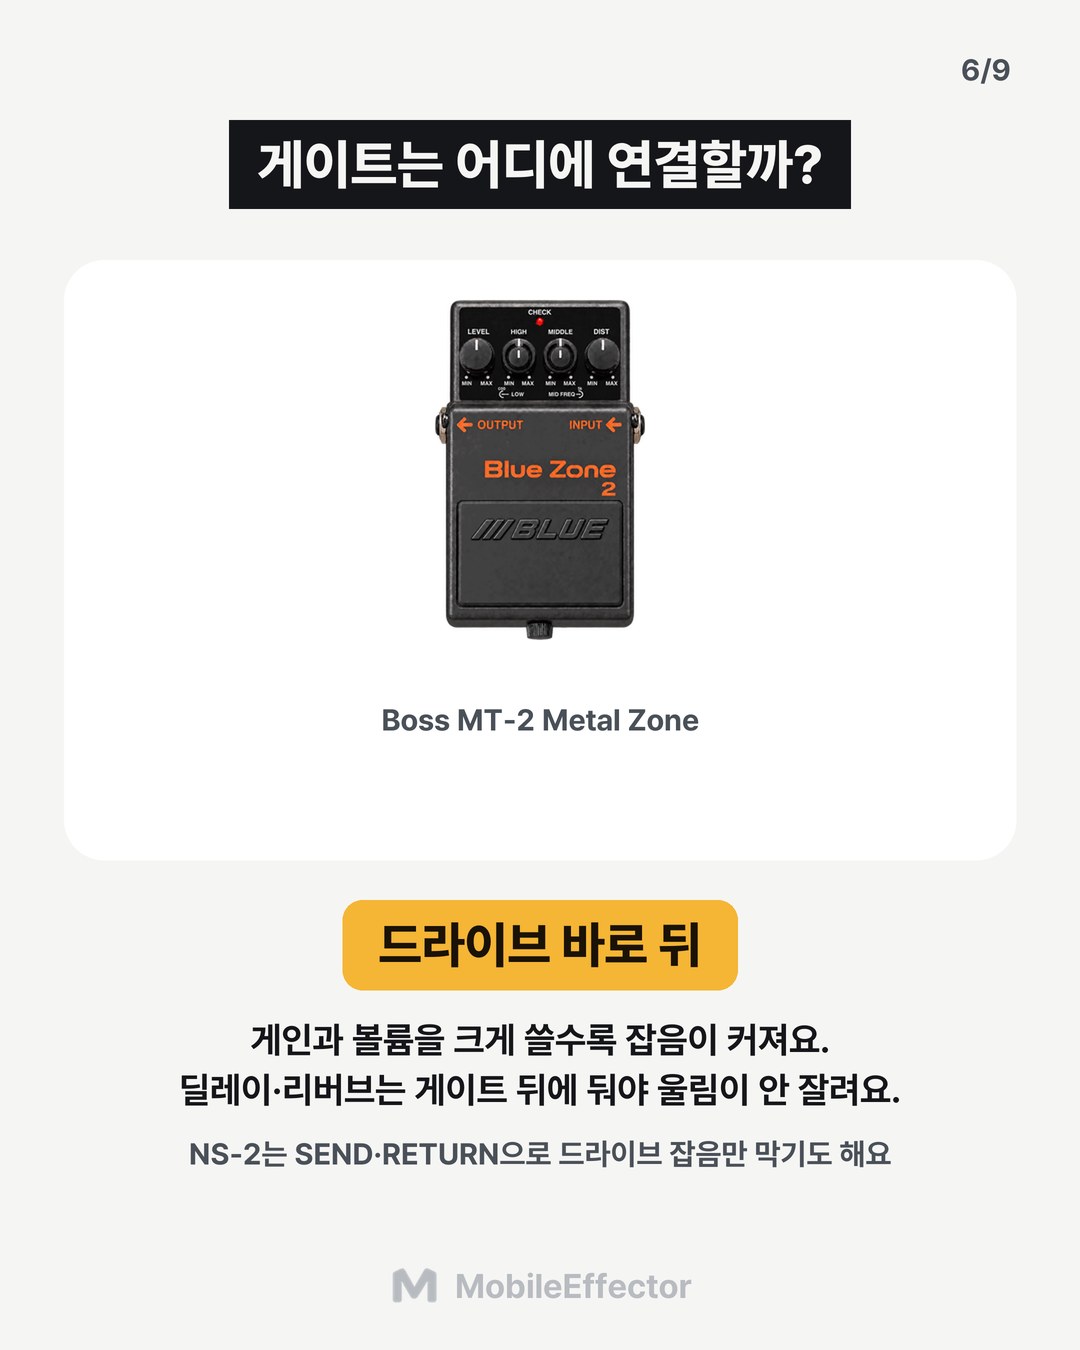 6/9
게이트는 어디에 연결할까?
CHECK
LEVEL HIGH MIDDLE DIST
MIN MAX MIN MAX MIN MAX MIN MAX
LOW MID FREQ
OUTPUT INPUT
Blue Zone
2
BLUE
Boss MT-2 Metal Zone
드라이브 바로 뒤
게인과 볼륨을 크게 쓸수록 잡음이 커져요.
딜레이·리버브는 게이트 뒤에 둬야 울림이 안 잘려요.
NS-2는 SEND·RETURN으로 드라이브 잡음만 막기도 해요
MobileEffector